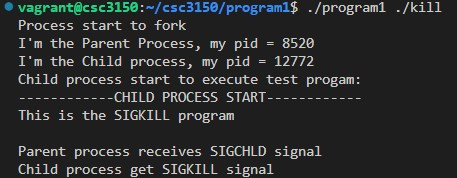 vagrant@csc3150:~/csc3150/program1$ ./program1 ./kill
Process start to fork
I'm the Parent Process, my pid = 8520
I'm the Child process, my pid = 12772
Child process start to execute test progam:
------------CHILD PROCESS START------------
This is the SIGKILL program
Parent process receives SIGCHLD signal
Child process get SIGKILL signal